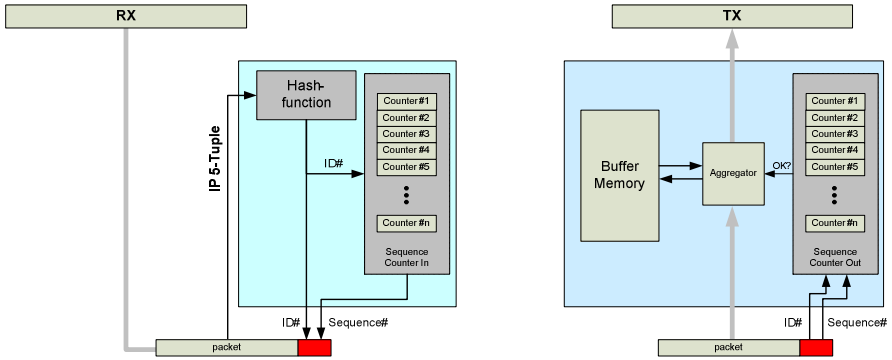 RX
TX
Hash-
function
Counter #1
Counter #2
Counter #3
Counter #4
Counter #5
Counter #n
Sequence
Counter In
IP 5-Tuple
ID#
ID#
Sequence#
packet
Buffer
Memory
Aggregator
OK?
Counter #1
Counter #2
Counter #3
Counter #4
Counter #5
Counter #n
Sequence
Counter Out
ID#
Sequence#
packet